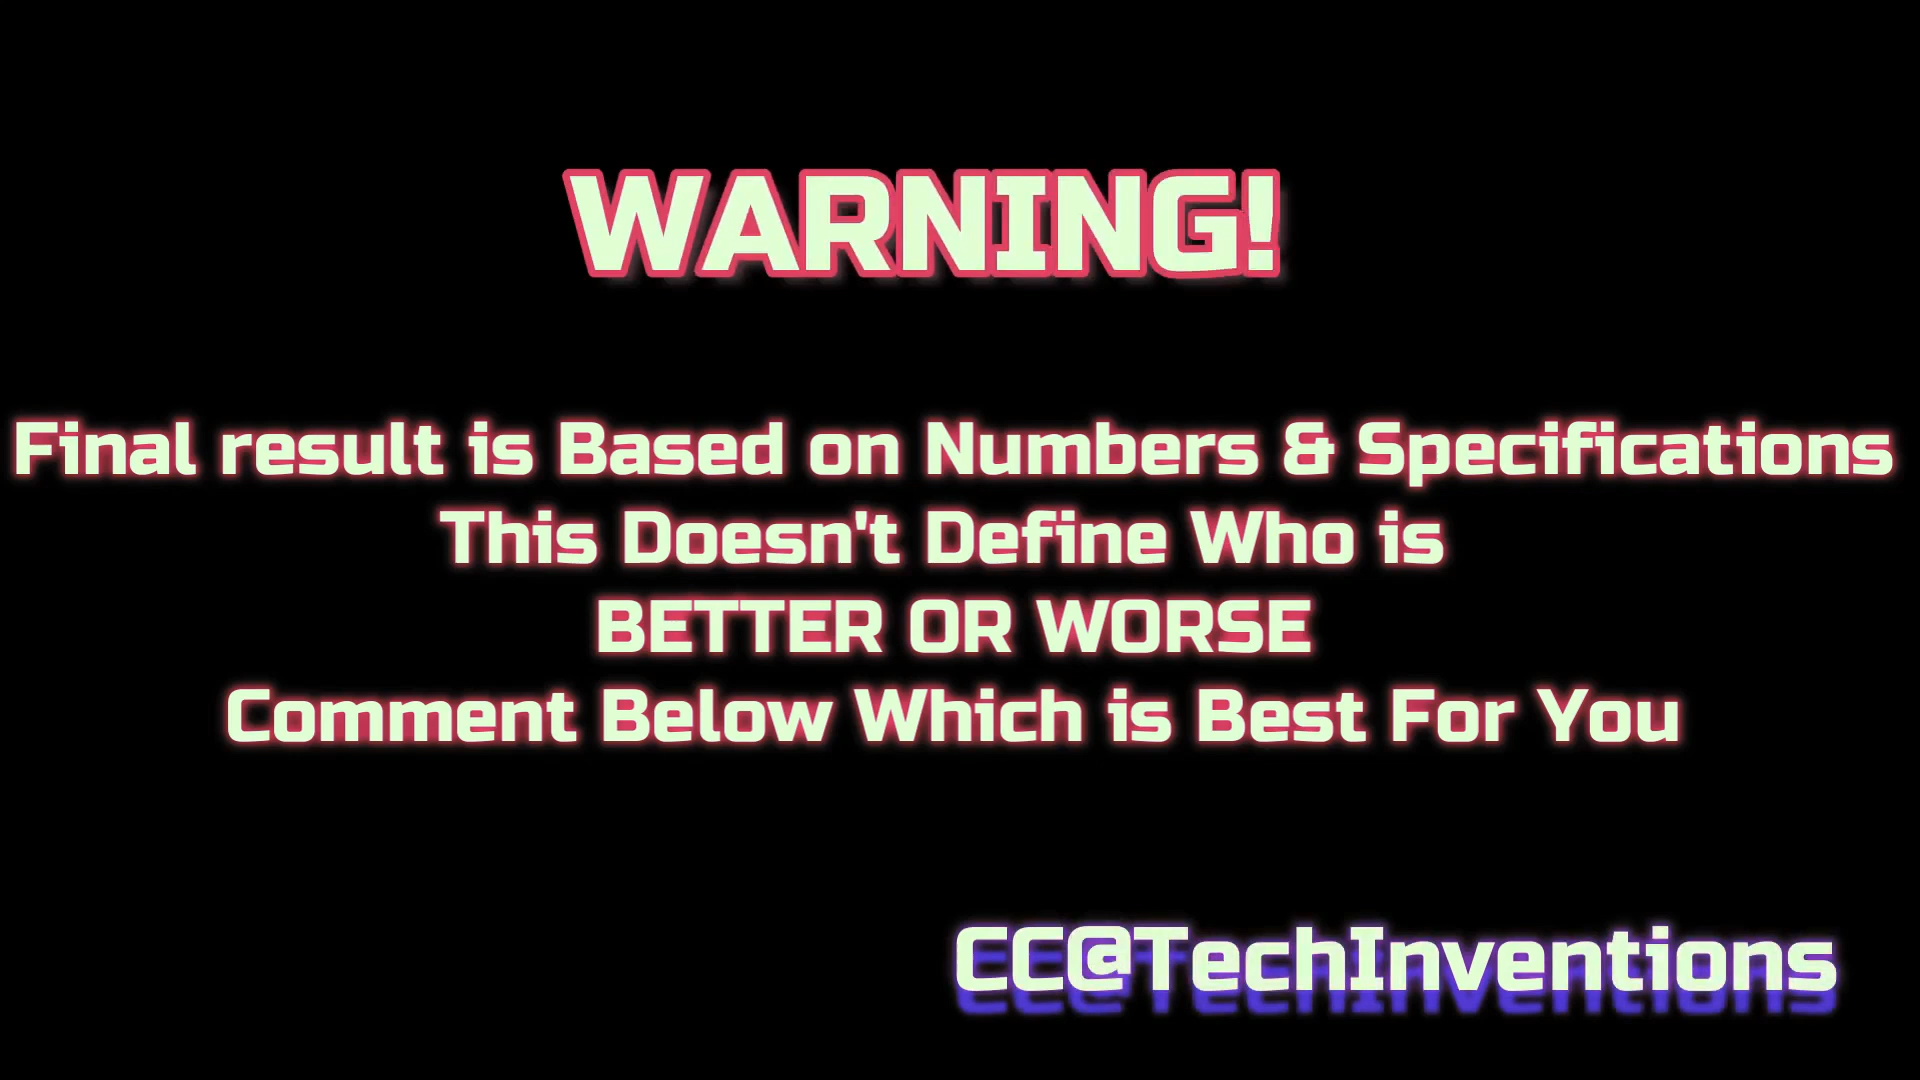 WARNING!
Final result is Based on Numbers & Specifications
This Doesn't Define Who is
BETTER OR WORSE
Comment Below Which is Best For You
CC@TechInventions